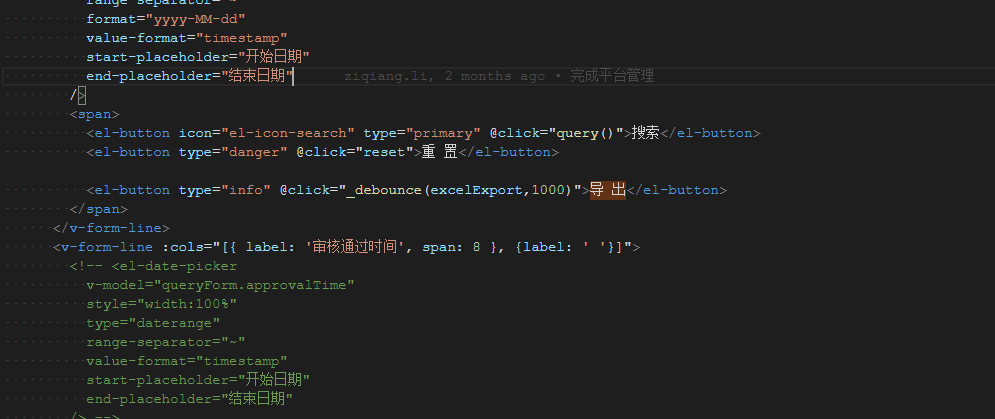 range-separator="~"
format="yyyy-MM-dd"
value-format="timestamp"
start-placeholder="开始日期"
end-placeholder="结束日期" ziqiang.li, 2 months ago • 完成平台管理
/>
<span>
<el-button icon="el-icon-search" type="primary" @click="query()">搜索</el-button>
<el-button type="danger" @click="reset">重 置</el-button>
<el-button type="info" @click="_debounce(excelExport,1000)">导 出</el-button>
</span>
</v-form-line>
<v-form-line :cols="[{ label: '审核通过时间', span: 8 }, {label: ' '}]">
<!-- <el-date-picker
v-model="queryForm.approvalTime"
style="width:100%"
type="daterange"
range-separator="~"
value-format="timestamp"
start-placeholder="开始日期"
end-placeholder="结束日期"
/> -->